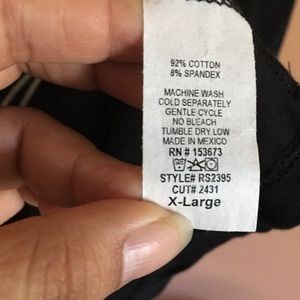 92% COTTON
8% SPANDEX
MACHINE WASH
COLD SEPARATELY
GENTLE CYCLE
NO BLEACH
TUMBLE DRY LOW
MADE IN MEXICO
RN # 153673
STYLE# RS2395
CUT# 2431
X-Large